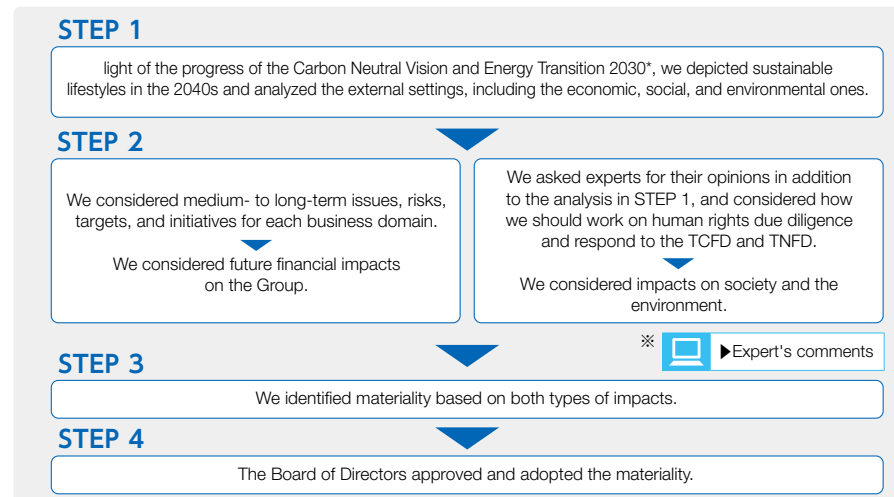 STEP 1
light of the progress of the Carbon Neutral Vision and Energy Transition 2030*, we depicted sustainable
lifestyles in the 2040s and analyzed the external settings, including the economic, social, and environmental ones.
STEP 2
We considered medium- to long-term issues, risks,
targets, and initiatives for each business domain.
We considered future financial impacts
on the Group.
We asked experts for their opinions in addition
to the analysis in STEP 1, and considered how
we should work on human rights due diligence
and respond to the TCFD and TNFD.
We considered impacts on society and the
environment.
※ ▶Expert's comments
STEP 3
We identified materiality based on both types of impacts.
STEP 4
The Board of Directors approved and adopted the materiality.